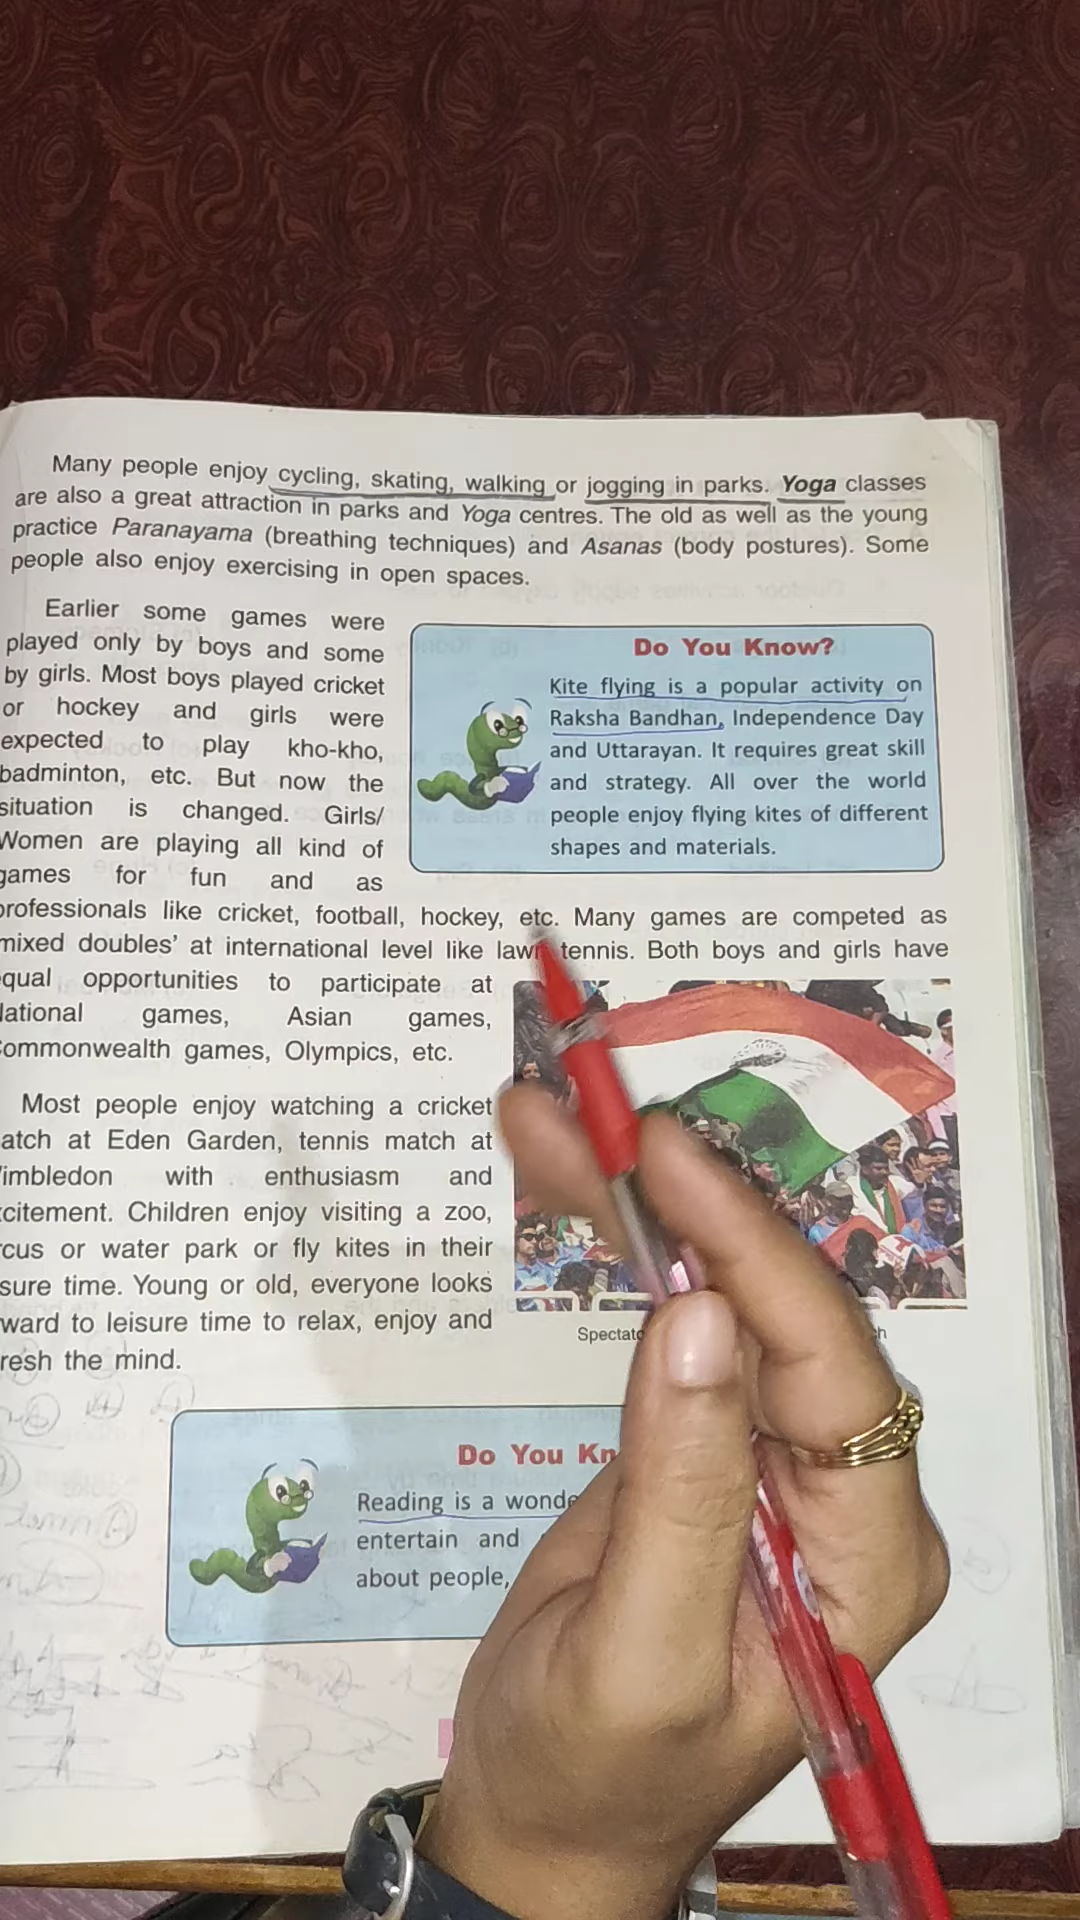 Many people enjoy cycling, skating, walking or jogging in parks. Yoga classes
are also a great attraction in parks and Yoga centres. The old as well as the young
practice Paranayama (breathing techniques) and Asanas (body postures). Some
people also enjoy exercising in open spaces.
Earlier some games were
played only by boys and some
by girls. Most boys played cricket
or hockey and girls were
expected to play kho-kho,
badminton, etc. But now the
situation is changed. Girls/
Women are playing all kind of
games for fun and as
Do You Know?
Kite flying is a popular activity on
Raksha Bandhan, Independence Day
and Uttarayan. It requires great skill
and strategy. All over the world
people enjoy flying kites of different
shapes and materials.
professionals like cricket, football, hockey, etc. Many games are competed as
mixed doubles' at international level like lawn tennis. Both boys and girls have
qual opportunities to participate at
ational games, Asian games,
ommonwealth games, Olympics, etc.
Most people enjoy watching a cricket
atch at Eden Garden, tennis match at
imbledon with enthusiasm and
citement. Children enjoy visiting a zoo,
cus or water park or fly kites in their
sure time. Young or old, everyone looks
ward to leisure time to relax, enjoy and
resh the mind.
Spectato
Do You Kn
Reading is a wonde
entertain and
about people,